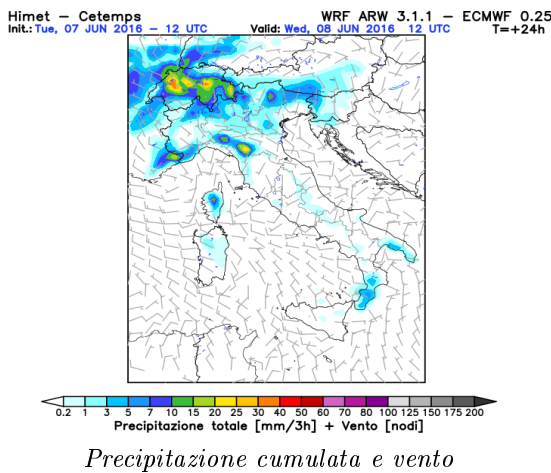 Himet – Cetemps WRF ARW 3.1.1 – ECMWF 0.25
Init.: Tue, 07 JUN 2016 – 12 UTC Valid: Wed, 08 JUN 2016 12 UTC T=+24h
0.2 1 3 5 7 10 15 20 25 30 40 50 60 70 80 100 125 150 175 200
Precipitazione totale [mm/3h] + Vento [nodi]
Precipitazione cumulata e vento